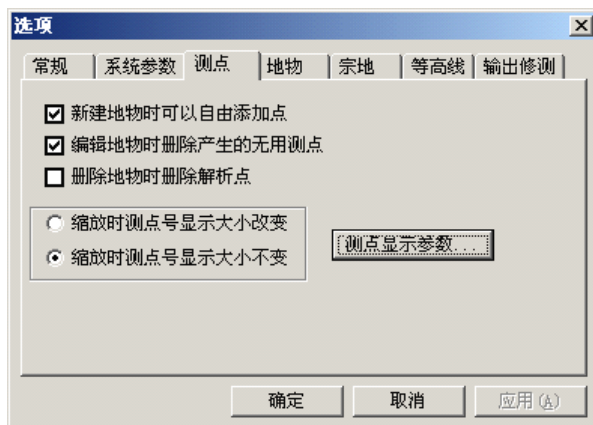 选项
常规 系统参数 测点 地物 宗地 等高线 输出修测
新建地物时可以自由添加点
编辑地物时删除产生的无用测点
删除地物时删除解析点
缩放时测点号显示大小改变
缩放时测点号显示大小不变
测点显示参数...
确定 取消 应用(A)